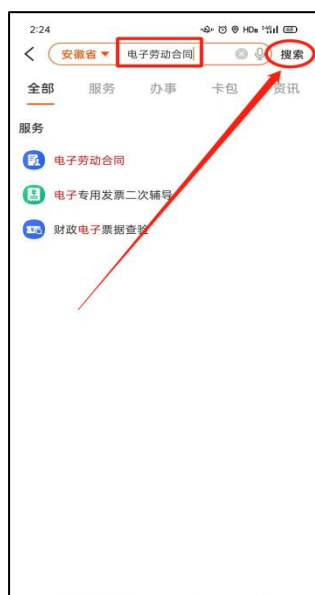 2:24 HD
安徽省 电子劳动合同 搜索
全部 服务 办事 卡包 资讯
服务
电子劳动合同
电子专用发票二次辅导
财政电子票据查验